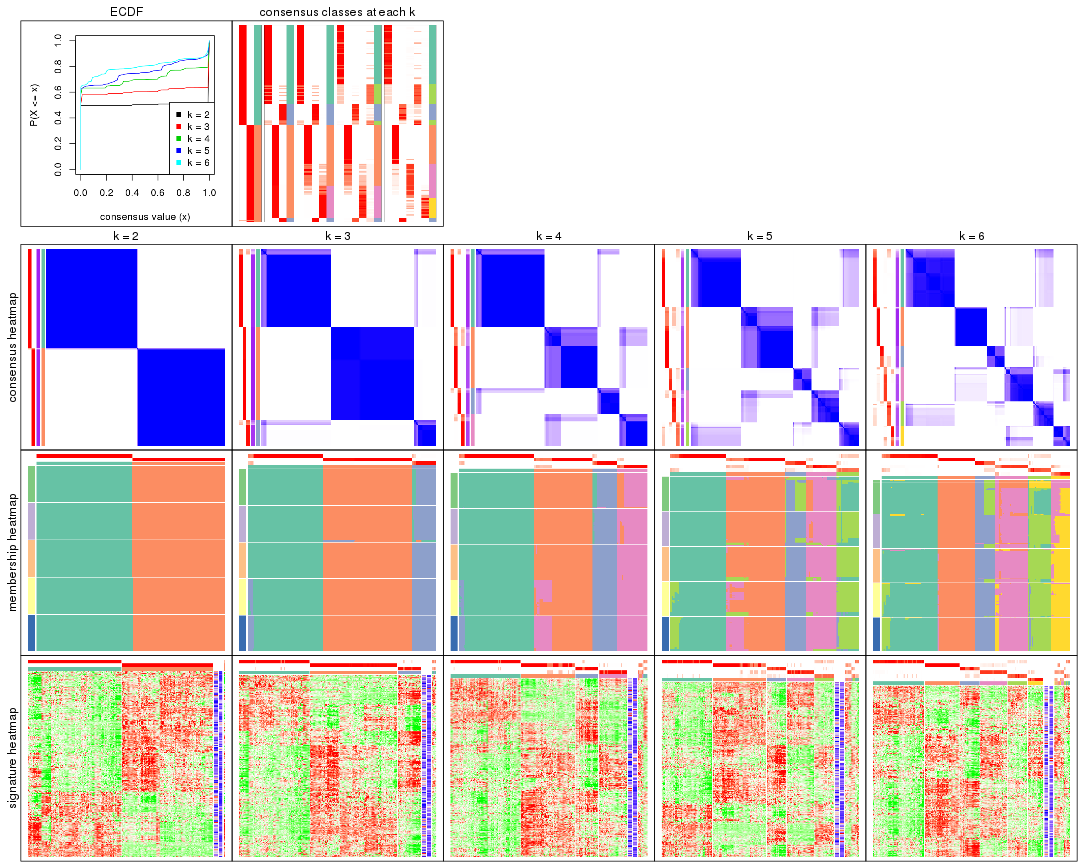 ECDF
consensus classes at each k
P(X <= x)
0.0
0.2
0.4
0.6
0.8
1.0
k = 2
k = 3
k = 4
k = 5
k = 6
0.0 0.2 0.4 0.6 0.8 1.0
consensus value (x)
k = 2
k = 3
k = 4
k = 5
k = 6
consensus heatmap
membership heatmap
signature heatmap